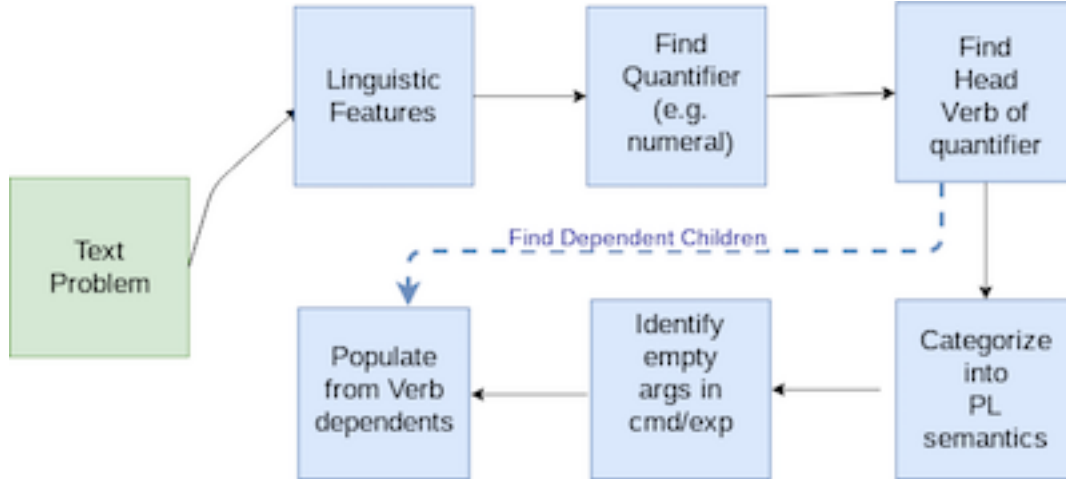 Text
Problem
Linguistic
Features
Find
Quantifier
(e.g.
numeral)
Find
Head
Verb of
quantifier
Find Dependent Children
Categorize
into
PL
semantics
Identify
empty
args in
cmd/exp
Populate
from Verb
dependents